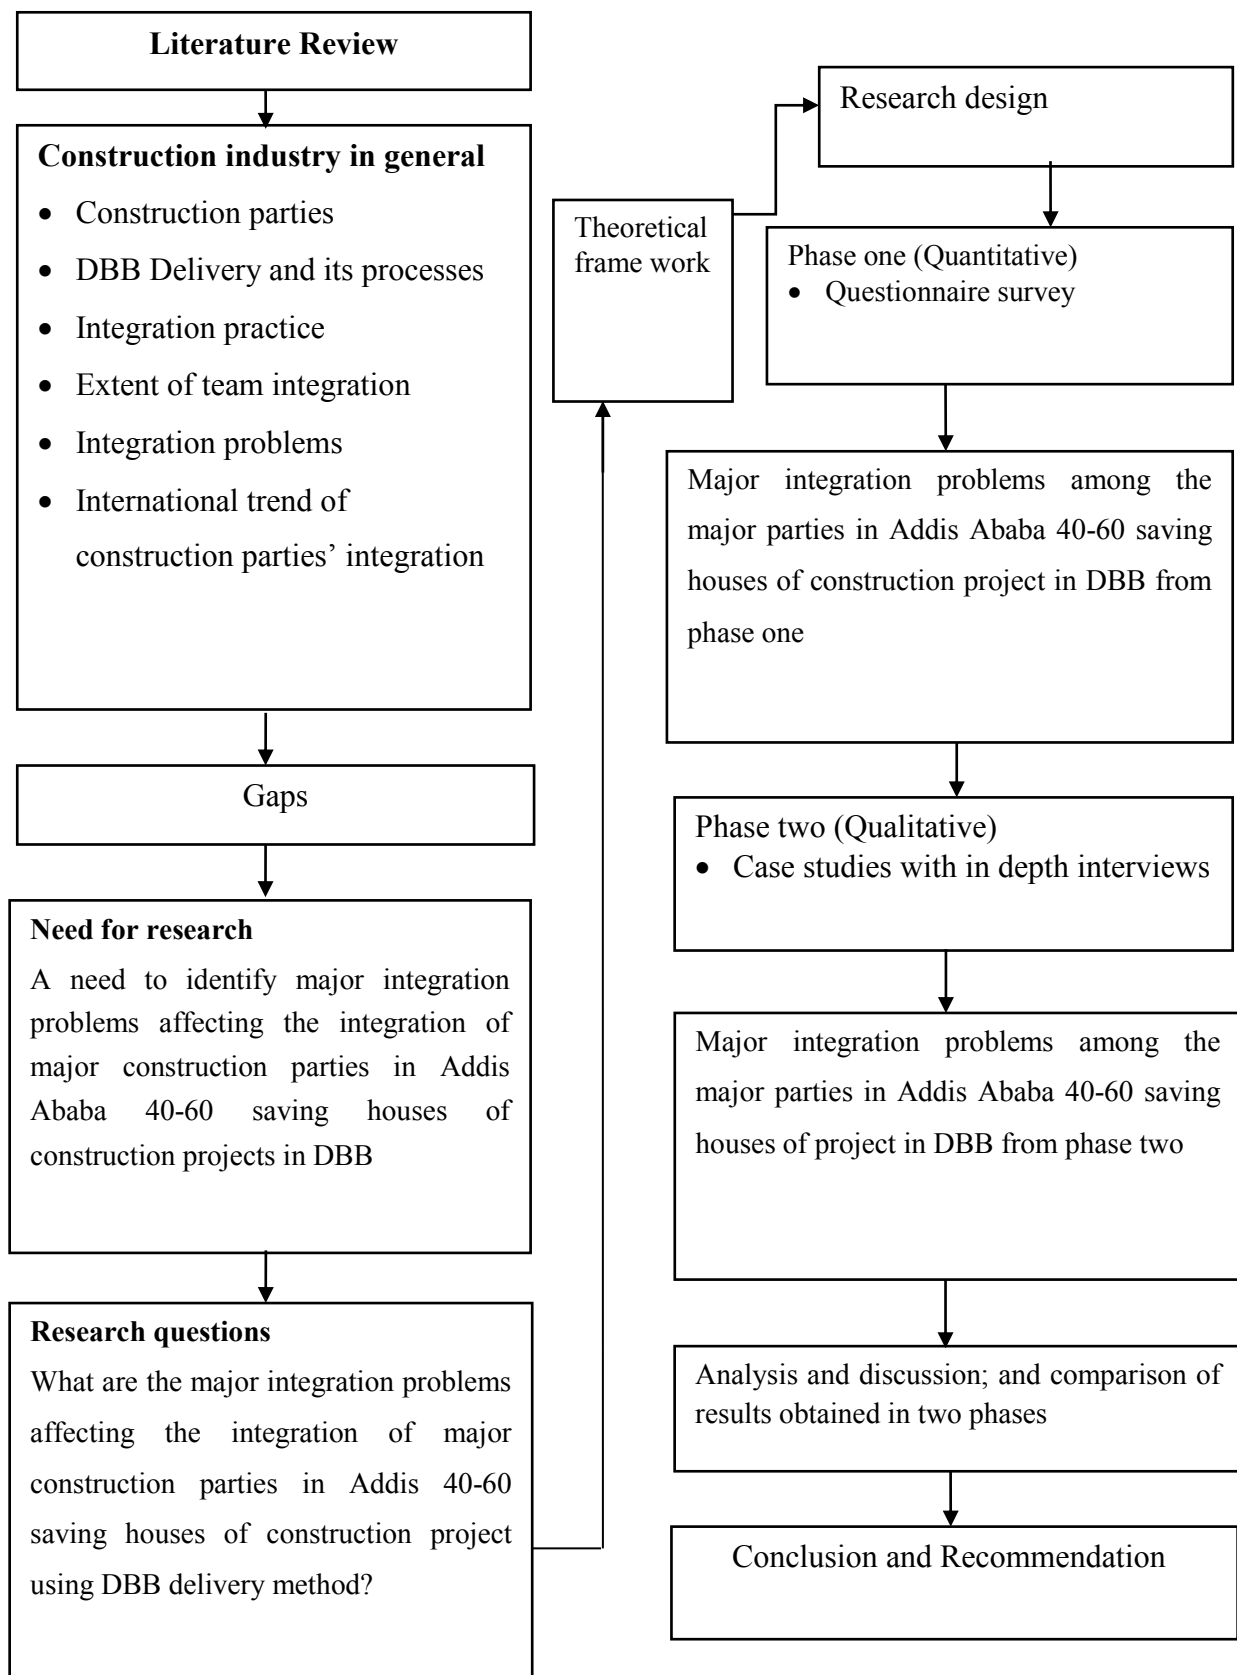 Literature Review
Construction industry in general
• Construction parties
• DBB Delivery and its processes
• Integration practice
• Extent of team integration
• Integration problems
• International trend of
construction parties’ integration
Gaps
Need for research
A need to identify major integration
problems affecting the integration of
major construction parties in Addis
Ababa 40-60 saving houses of
construction projects in DBB
Research questions
What are the major integration problems
affecting the integration of major
construction parties in Addis 40-60
saving houses of construction project
using DBB delivery method?
Theoretical
frame work
Research design
Phase one (Quantitative)
• Questionnaire survey
Major integration problems among the
major parties in Addis Ababa 40-60 saving
houses of construction project in DBB from
phase one
Phase two (Qualitative)
• Case studies with in depth interviews
Major integration problems among the
major parties in Addis Ababa 40-60 saving
houses of project in DBB from phase two
Analysis and discussion; and comparison of
results obtained in two phases
Conclusion and Recommendation